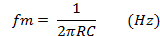 fm = 1 / 2πRC (Hz)